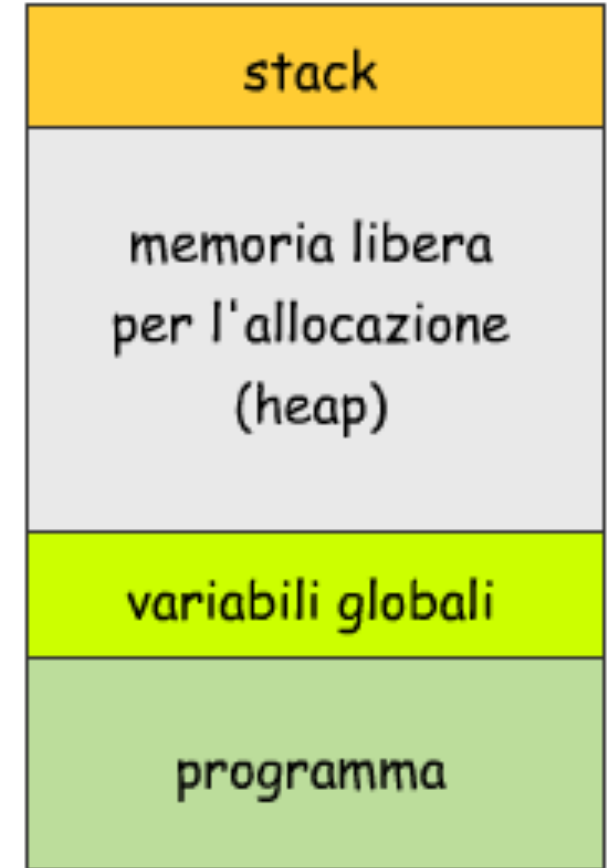 stack
memoria libera
per l'allocazione
(heap)
variabili globali
programma